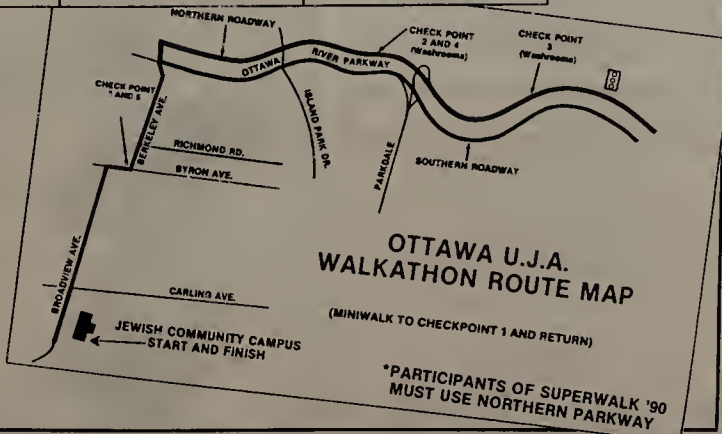 NORTHERN ROADWAY
CHECK POINT
2 AND 4
(Washrooms)
CHECK POINT
3
(Washrooms)
OTTAWA RIVER PARKWAY
CHECK POINT
AND 5
BERKELEY AVE.
ISLAND PARK DR.
PARKDALE
SOUTHERN ROADWAY
RICHMOND RD.
BYRON AVE.
BROADVIEW AVE.
OTTAWA U.J.A.
WALKATHON ROUTE MAP
CARLING AVE.
(MINIWALK TO CHECKPOINT 1 AND RETURN)
JEWISH COMMUNITY CAMPUS
START AND FINISH
*PARTICIPANTS OF SUPERWALK '90
MUST USE NORTHERN PARKWAY